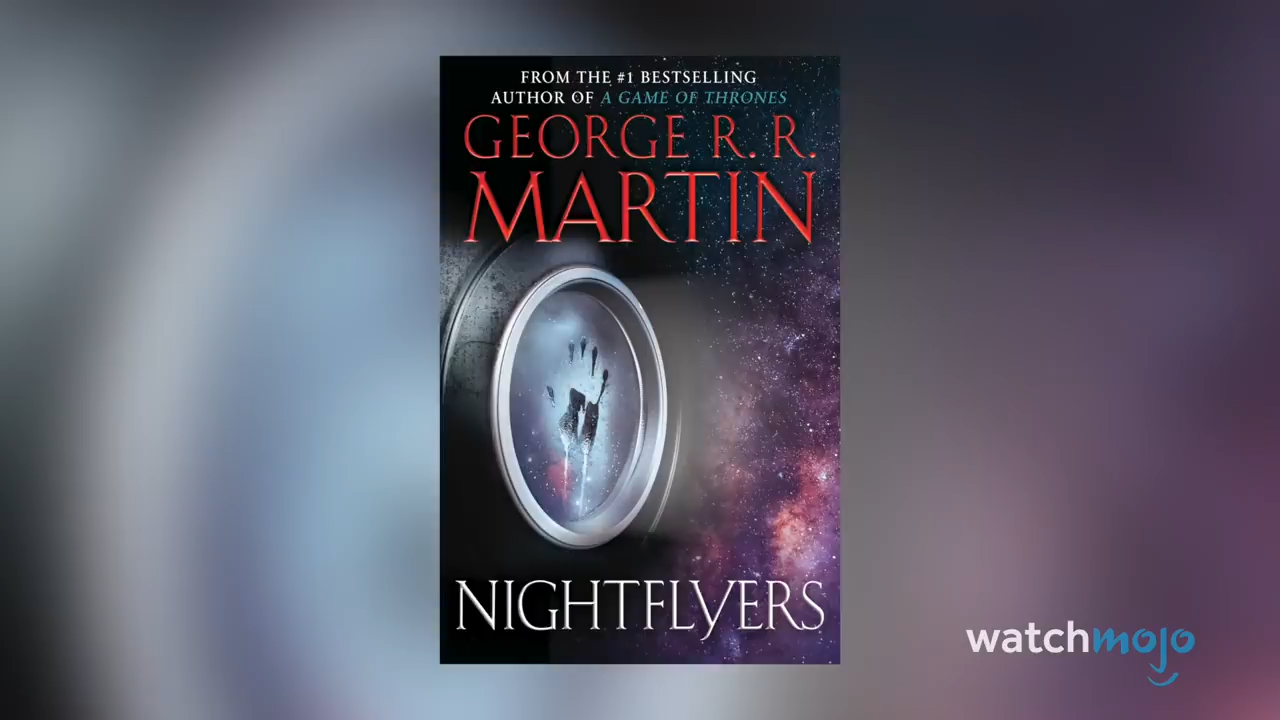 FROM THE #1 BESTSELLING
AUTHOR OF A GAME OF THRONES
GEORGE R. R.
MARTIN
NIGHTFLYERS
watchmojo